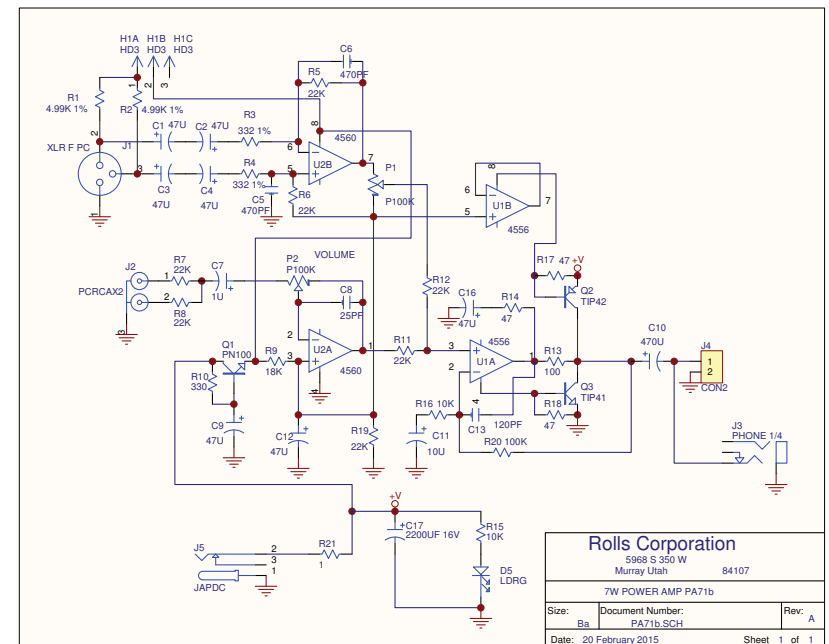 H1A H1B H1C
HD3 HD3 HD3
1 2 3
R1
4.99K 1%
R2 4.99K 1%
C6
470PF
R5
22K
C1 47U C2 47U
R3
332 1%
8
4560
2
J1
XLR F PC
3
1
6
5
7
U2B
R4
332 1%
C3
47U
C4
47U
C5
470PF
R6
22K
P1
P100K
8
6
5
7
U1B
4556
J2
PCRCAX2
1
2
3
R7
22K
R8
22K
C7
1U
P2
P100K
VOLUME
C8
25PF
R12
22K
R17 47 +V
Q2
TIP42
C16
47U
R14
47
C10
470U
J4
1
2
CON2
Q1
PN100
R10
330
R9
18K
2
3
1
U2A
4
4560
R11
22K
3
2
1
4556
U1A
4
R13
100
Q3
TIP41
R18
47
C9
47U
C12
47U
R19
22K
R16 10K
C11
10U
C13
120PF
R20 100K
J3
PHONE 1/4
+V
C17
2200UF 16V
R15
10K
D5
LDRG
J5
JAPDC
2
3
1
R21
1
Rolls Corporation
5968 S 350 W
Murray Utah 84107
7W POWER AMP PA71b
Size: Document Number: Rev:
Ba PA71b.SCH A
Date: 20 February 2015 Sheet 1 of 1